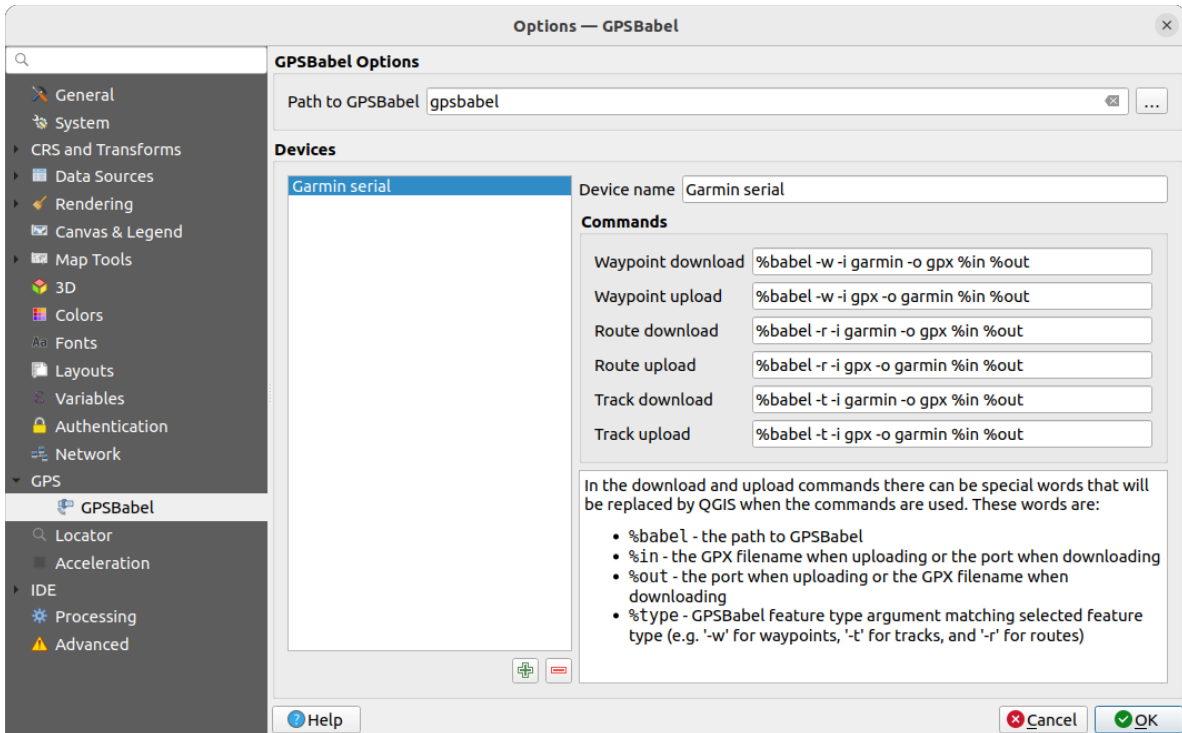 Options — GPSBabel
General
System
CRS and Transforms
Data Sources
Rendering
Canvas & Legend
Map Tools
3D
Colors
Aa Fonts
Layouts
Variables
Authentication
Network
GPS
GPSBabel
Locator
Acceleration
IDE
Processing
Advanced
GPSBabel Options
Path to GPSBabel gpsbabel ...
Devices
Garmin serial
Device name Garmin serial
Commands
Waypoint download %babel -w -i garmin -o gpx %in %out
Waypoint upload %babel -w -i gpx -o garmin %in %out
Route download %babel -r -i garmin -o gpx %in %out
Route upload %babel -r -i gpx -o garmin %in %out
Track download %babel -t -i garmin -o gpx %in %out
Track upload %babel -t -i gpx -o garmin %in %out
In the download and upload commands there can be special words that will
be replaced by QGIS when the commands are used. These words are:
• %babel - the path to GPSBabel
• %in - the GPX filename when uploading or the port when downloading
• %out - the port when uploading or the GPX filename when
downloading
• %type - GPSBabel feature type argument matching selected feature
type (e.g. '-w' for waypoints, '-t' for tracks, and '-r' for routes)
Help
Cancel
OK